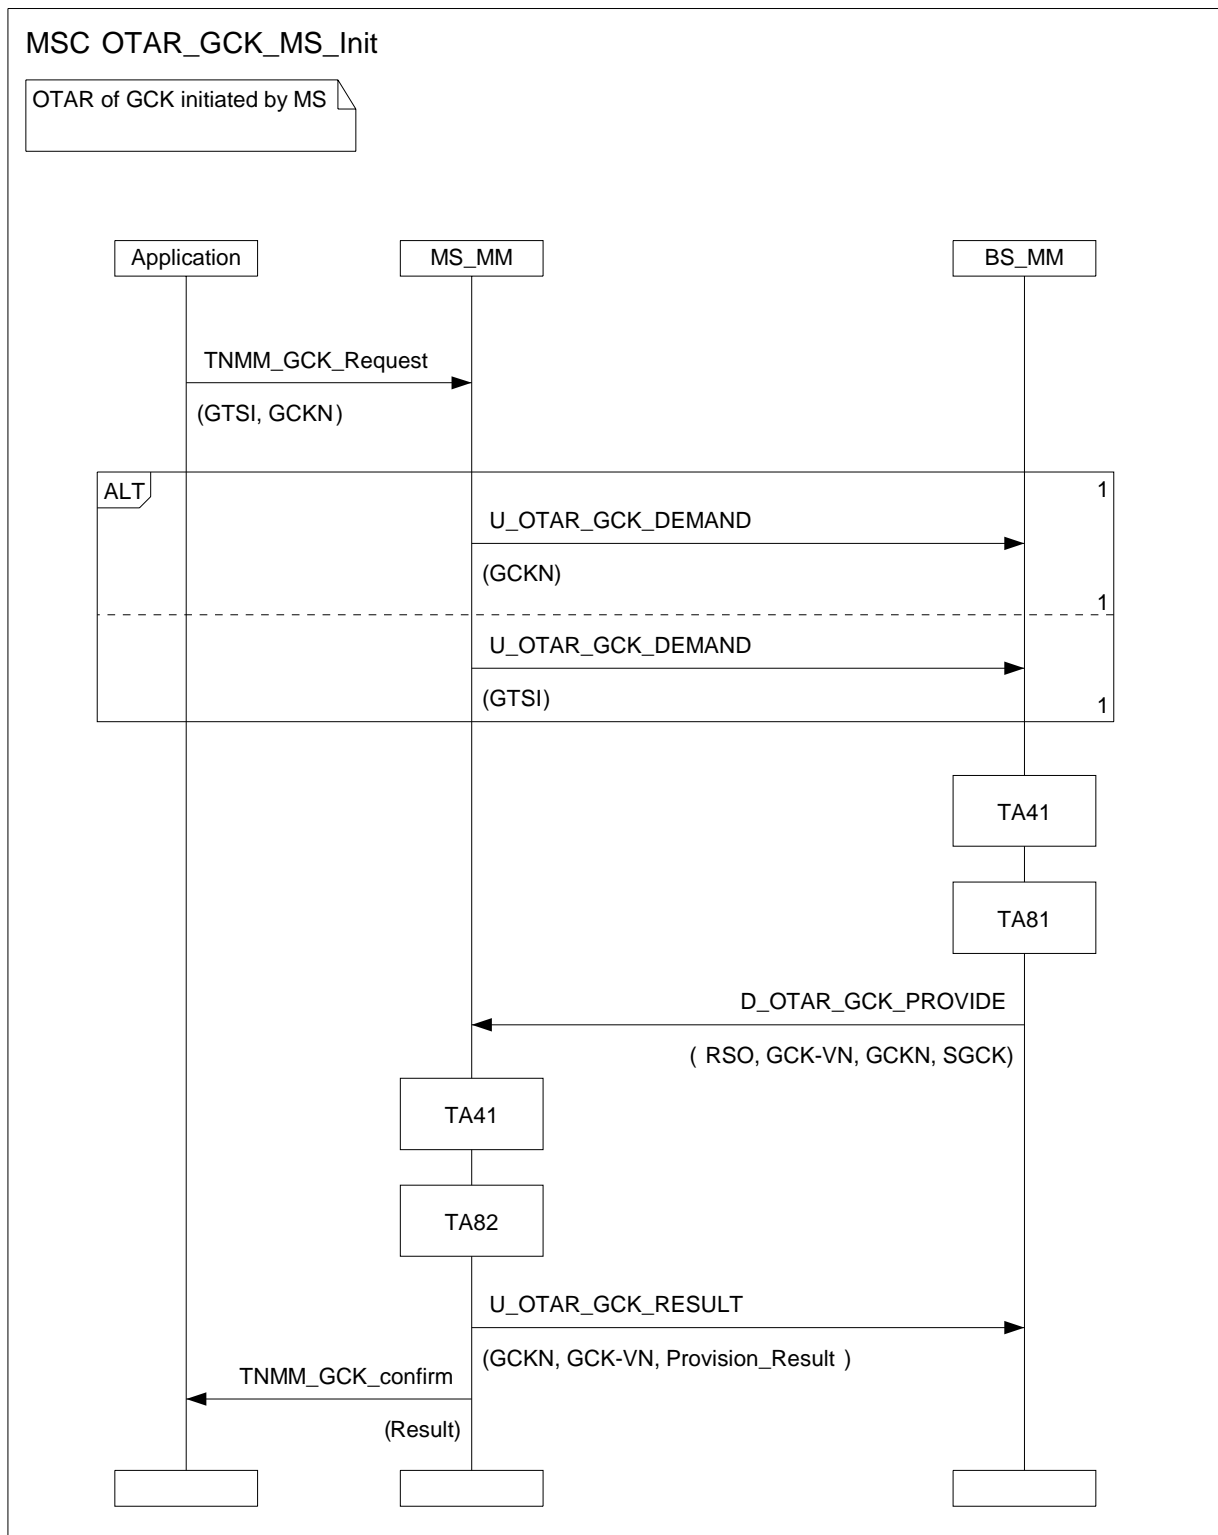 MSC OTAR_GCK_MS_Init
OTAR of GCK initiated by MS
Application
MS_MM
BS_MM
TNMM_GCK_Request
(GTSI, GCKN)
ALT
1
U_OTAR_GCK_DEMAND
(GCKN)
1
U_OTAR_GCK_DEMAND
(GTSI)
1
TA41
TA81
D_OTAR_GCK_PROVIDE
( RSO, GCK-VN, GCKN, SGCK)
TA41
TA82
U_OTAR_GCK_RESULT
(GCKN, GCK-VN, Provision_Result )
TNMM_GCK_confirm
(Result)